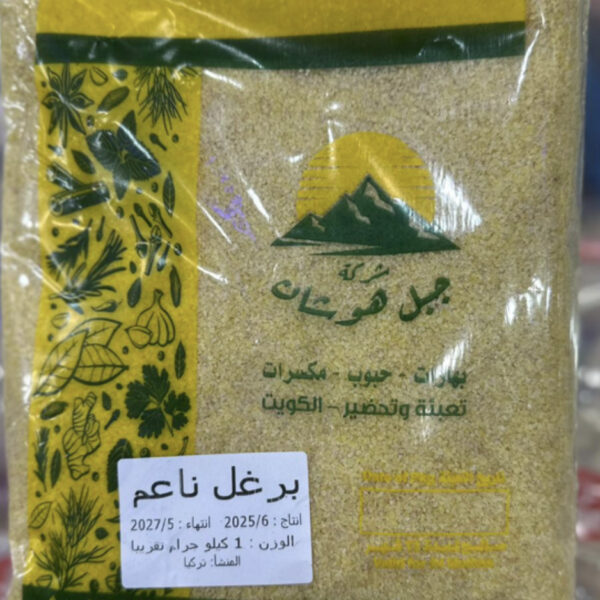 شركة
جبل هوستان
بهارات - حبوب - مكسرات
تعبئة وتحضير - الكويت
برغل ناعم
انتاج : 2025/6 انتهاء : 2027/5
الوزن : 1 كيلو جرام تقريبا
المنشأ: تركيا